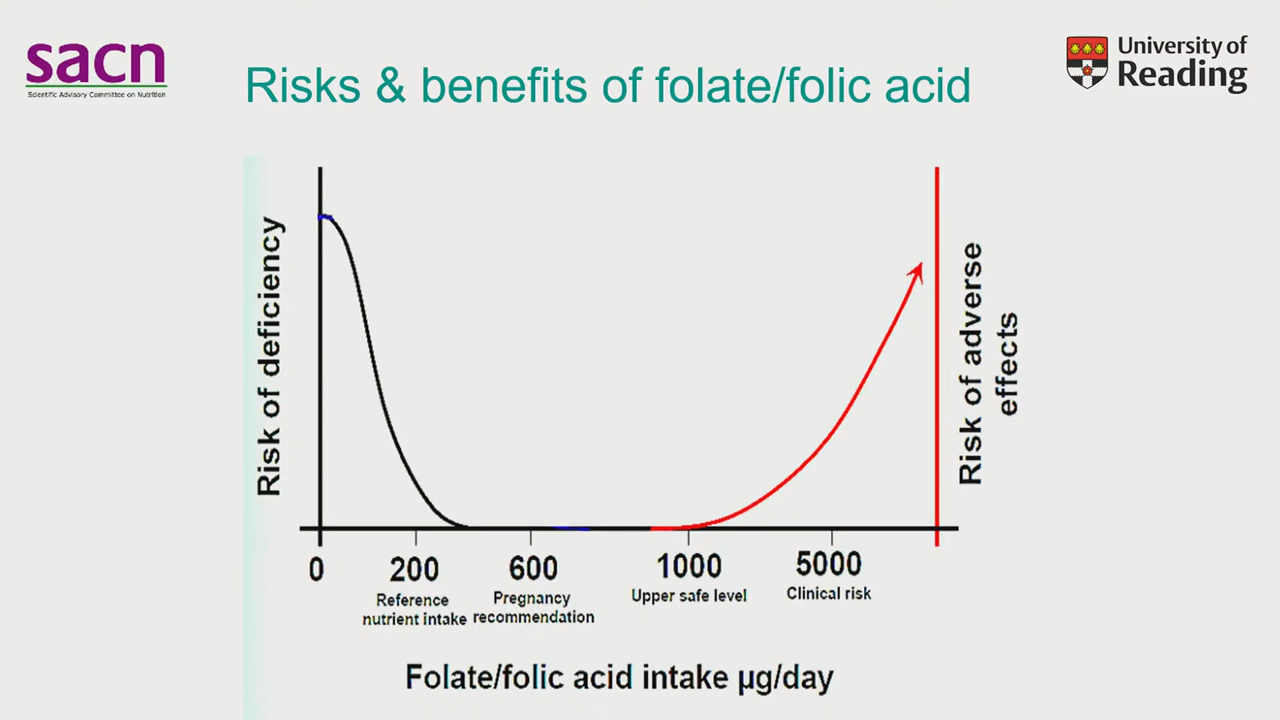 sacn
Scientific Advisory Committee on Nutrition
Risks & benefits of folate/folic acid
University of
Reading
Risk of deficiency
Risk of adverse
effects
0
200
600
1000
5000
Reference
nutrient intake
Pregnancy
recommendation
Upper safe level
Clinical risk
Folate/folic acid intake µg/day